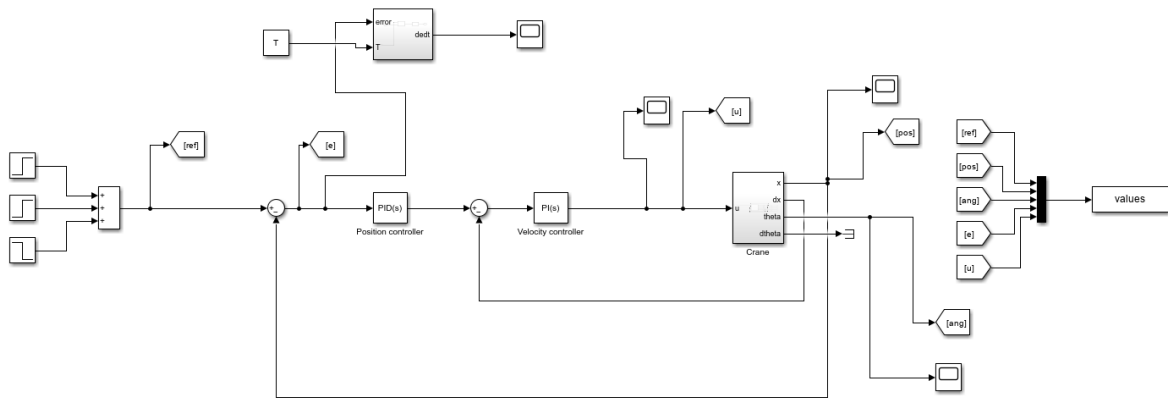 error
T
T
dedt
[ref]
[e]
[u]
[pos]
+
+
+
+
−
PID(s)
Position controller
+
−
PI(s)
Velocity controller
u
x
dx
theta
dtheta
Crane
[ang]
[ref]
[pos]
[ang]
[e]
[u]
values